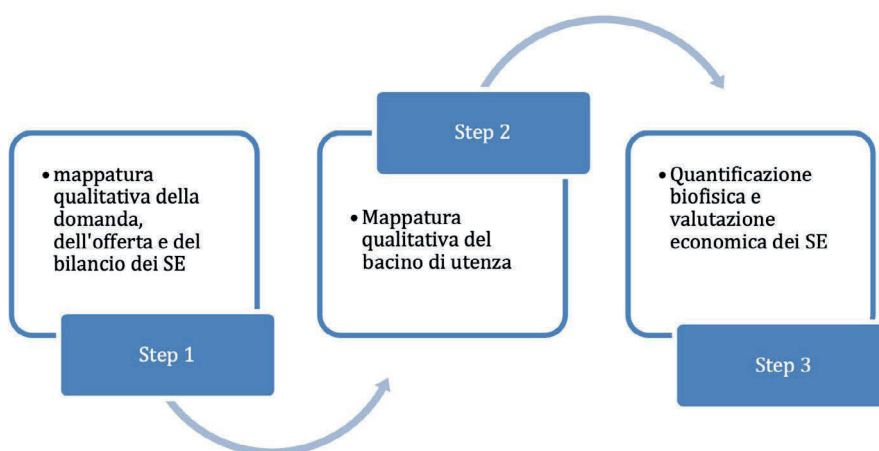 • mappatura
qualitativa della
domanda,
dell'offerta e del
bilancio dei SE
Step 1
Step 2
• Mappatura
qualitativa del
bacino di utenza
• Quantificazione
biofisica e
valutazione
economica dei SE
Step 3